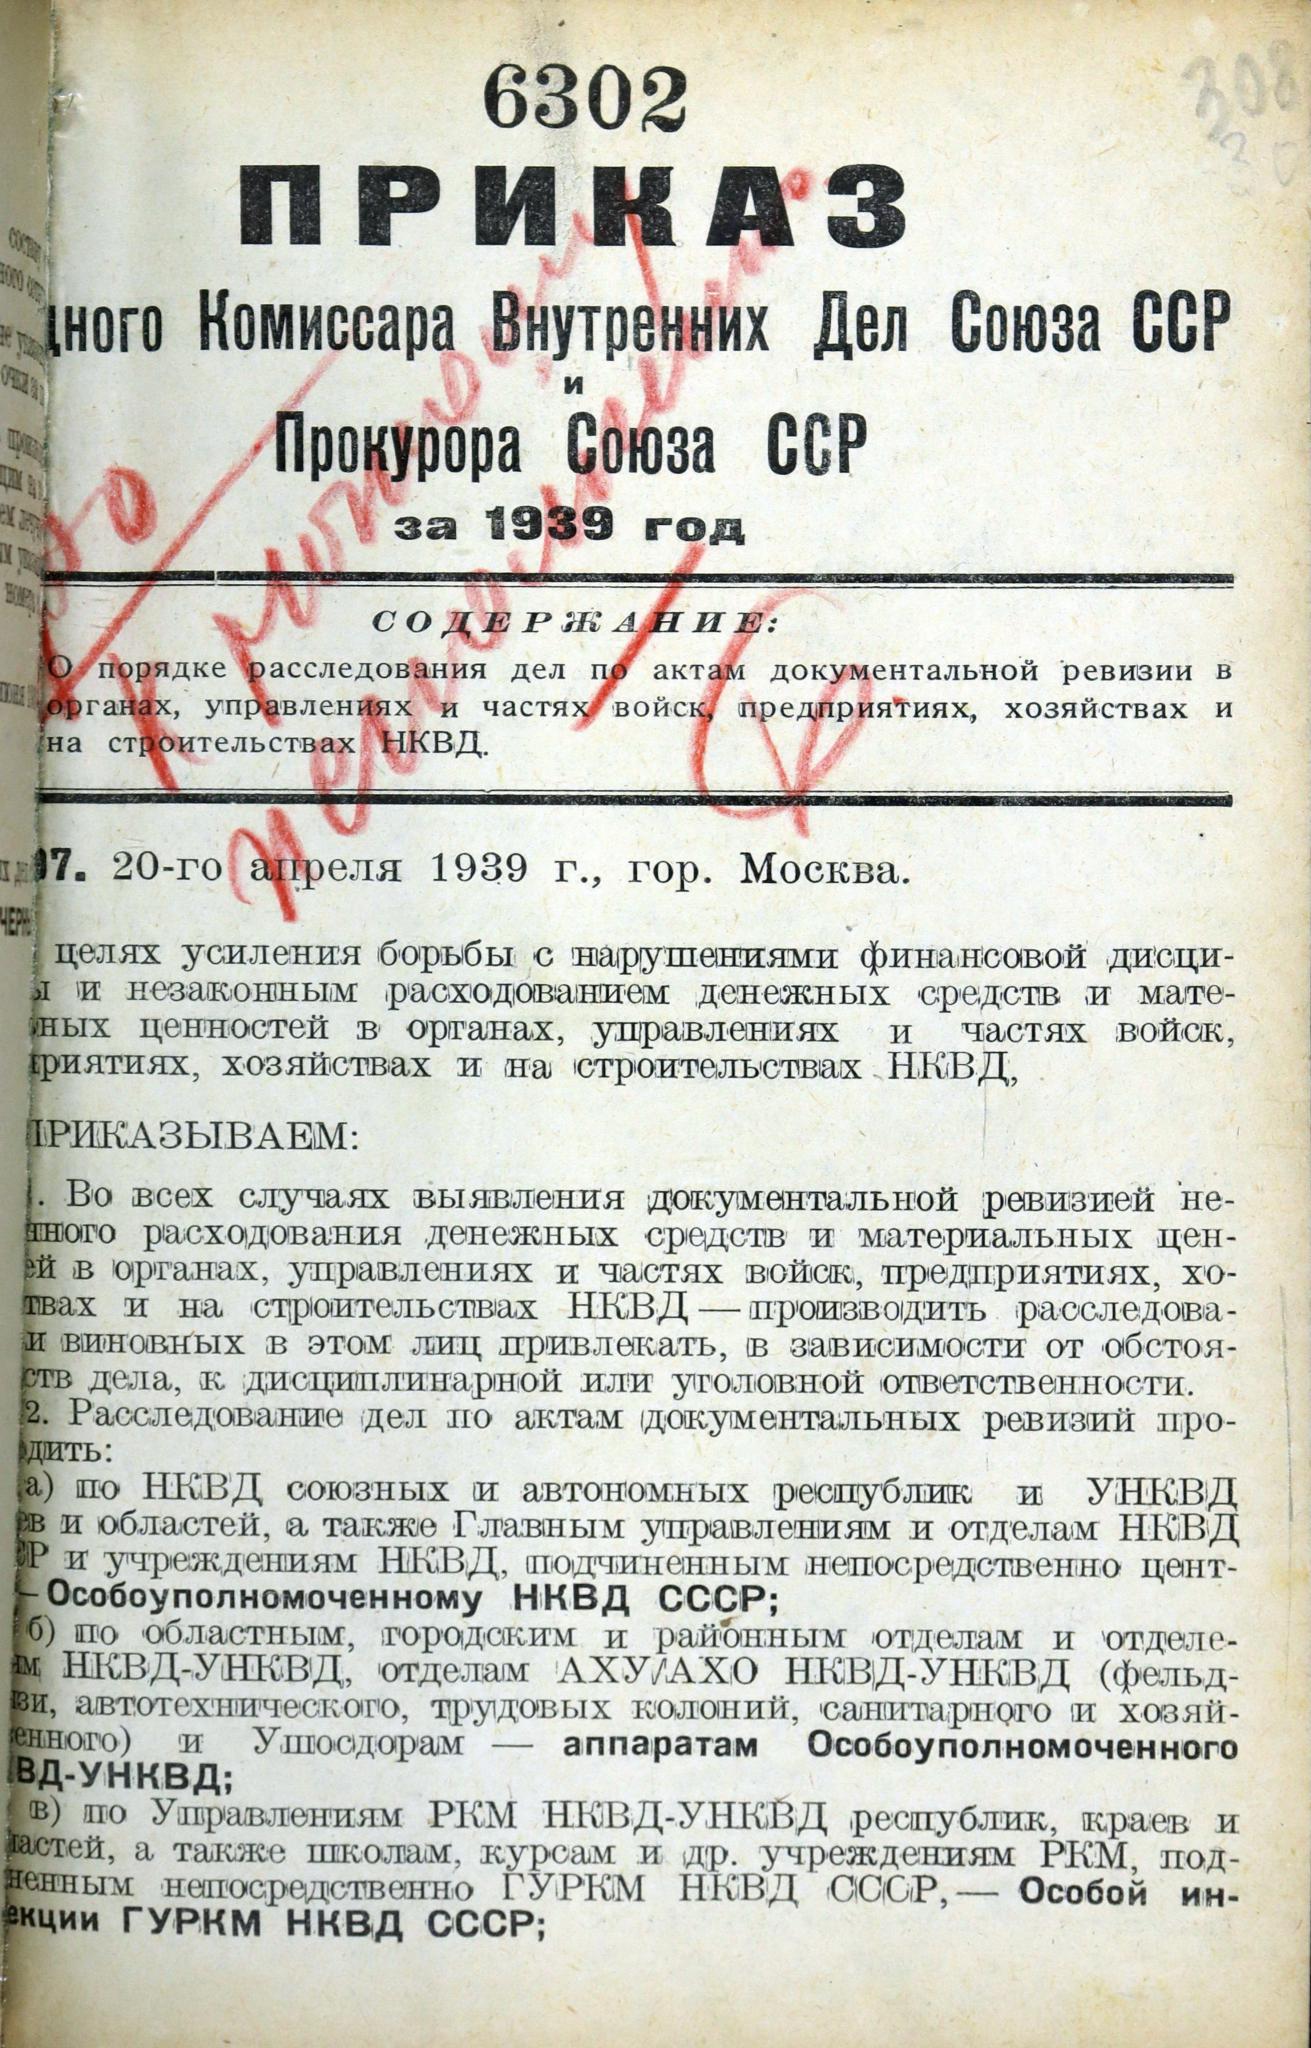 6302
ПРИКАЗ
дного Комиссара Внутренних Дел Союза ССР
и
Прокурора Союза ССР
за 1939 год
СОДЕРЖАНИЕ:
О порядке расследования дел по актам документальной ревизии в
органах, управлениях и частях войск, предприятиях, хозяйствах и
на строительствах НКВД.
97. 20-го апреля 1939 г., гор. Москва.
целях усиления борьбы с нарушениями финансовой дисци-
ы и незаконным расходованием денежных средств и мате-
ных ценностей в органах, управлениях и частях войск,
приятиях, хозяйствах и на строительствах НКВД,
ПРИКАЗЫВАЕМ:
1. Во всех случаях выявления документальной ревизией не-
нного расходования денежных средств и материальных цен-
ей в органах, управлениях и частях войск, предприятиях, хо-
твах и на строительствах НКВД — производить расследова-
и виновных в этом лиц привлекать, в зависимости от обстоя-
ств дела, к дисциплинарной или уголовной ответственности.
2. Расследование дел по актам документальных ревизий про-
дить:
а) по НКВД союзных и автономных республик и УНКВД
ев и областей, а также Главным управлениям и отделам НКВД
Р и учреждениям НКВД, подчиненным непосредственно цент-
— Особоуполномоченному НКВД СССР;
б) по областным, городским и районным отделам и отделе-
м НКВД-УНКВД, отделам АХУ/АХО НКВД-УНКВД (фельд-
зи, автотехнического, трудовых колоний, санитарного и хозяй-
енного) и Ушосдорам — аппаратам Особоуполномоченного
ВД-УНКВД;
в) по Управлениям РКМ НКВД-УНКВД республик, краев и
ластей, а также школам, курсам и др. учреждениям РКМ, под-
ненным непосредственно ГУРКМ НКВД СССР, — Особой ин-
екции ГУРКМ НКВД СССР;